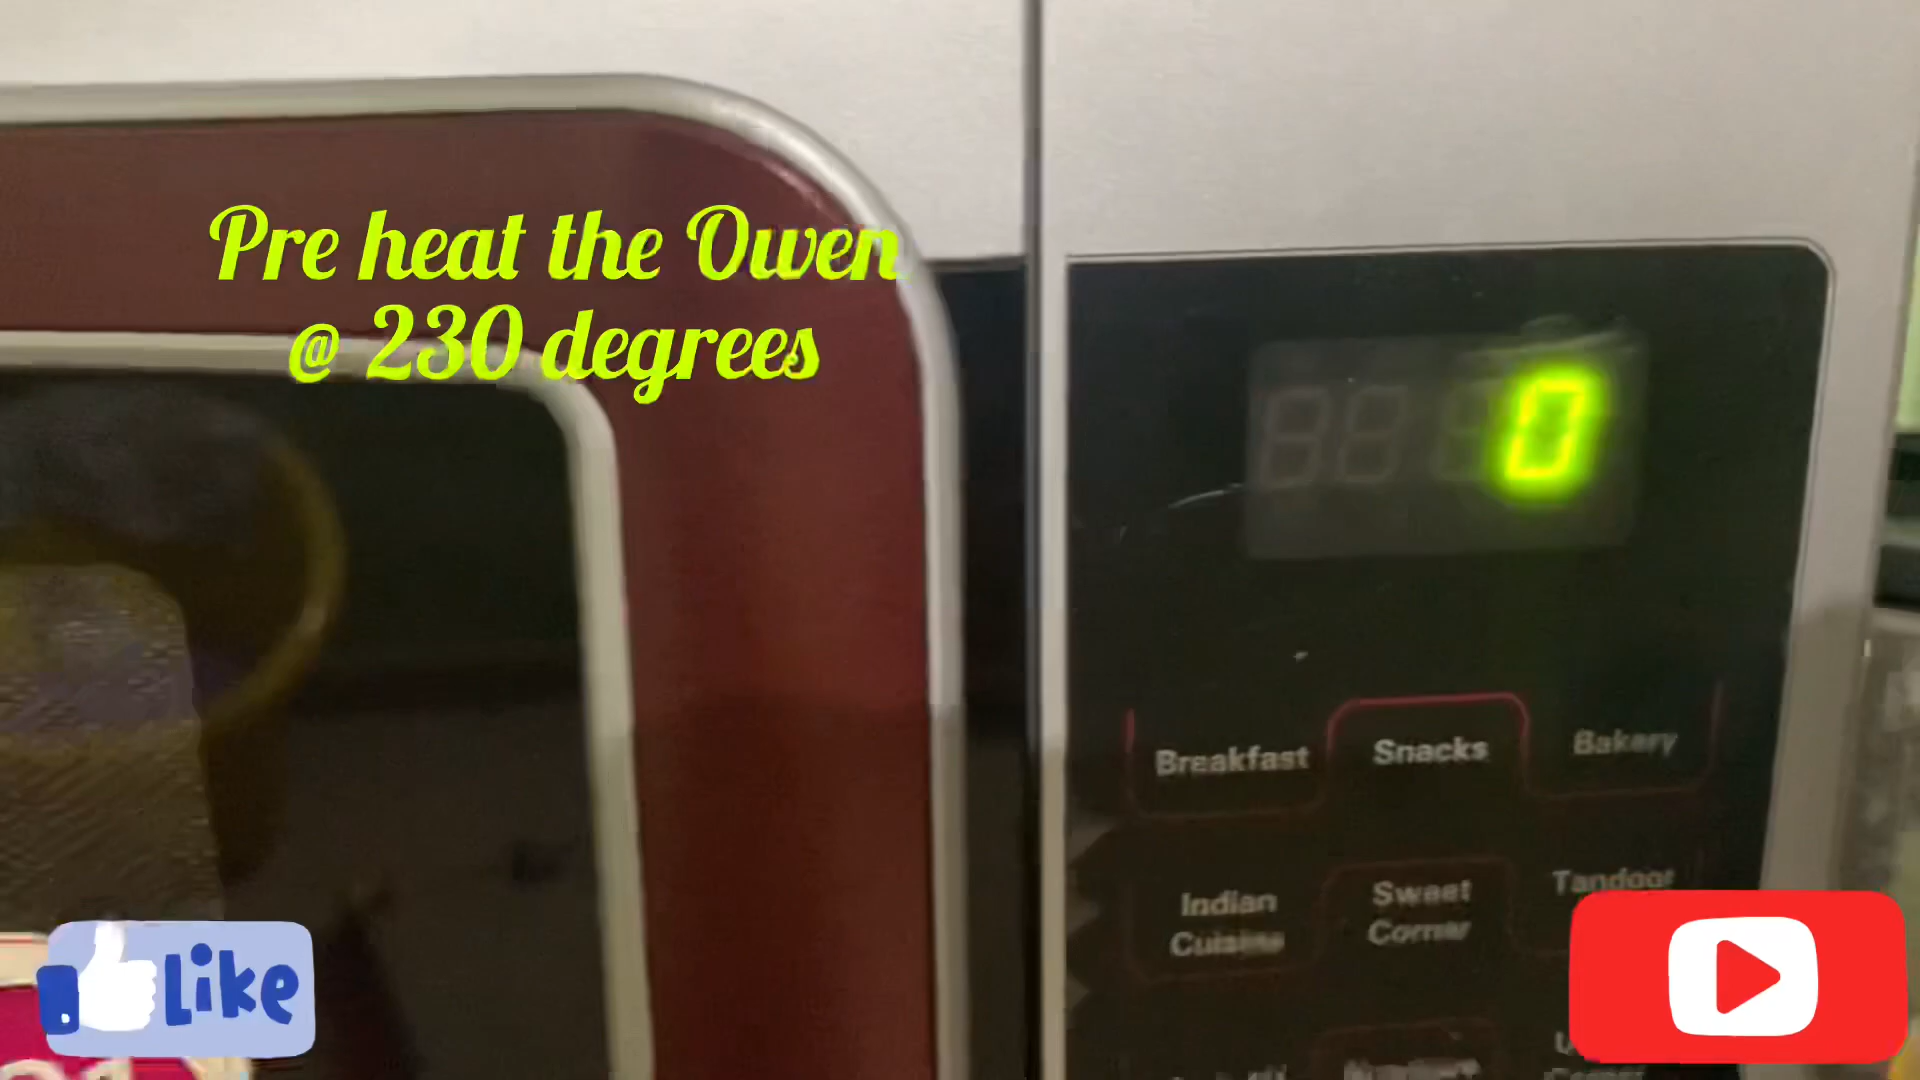 Pre heat the Owen
@ 230 degrees
0
Breakfast
Snacks
Bakery
Indian
Cuisine
Sweet
Corner
Tandoor
Like